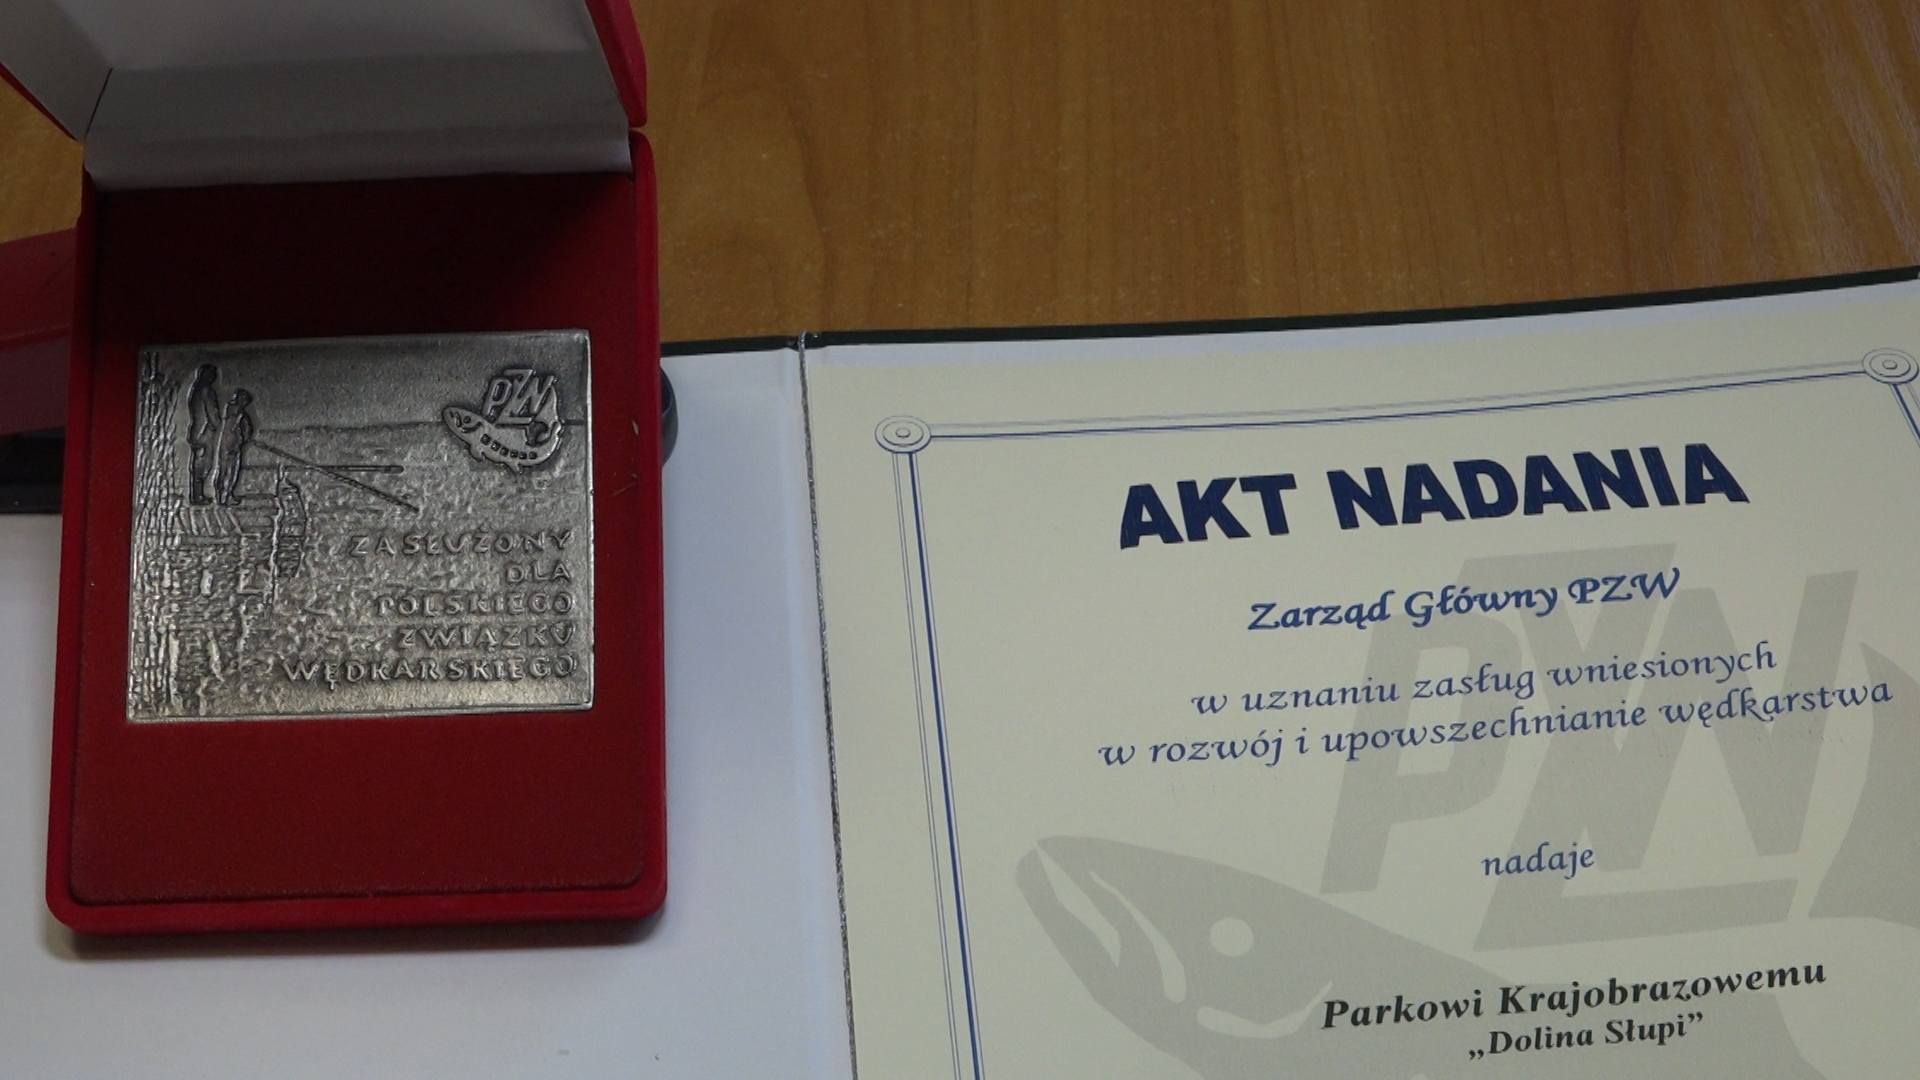 PZW
ZASŁUŻONY
DLA
POLSKIEGO
ZWIĄZKU
WĘDKARSKIEGO
AKT NADANIA
Zarząd Główny PZW
w uznaniu zasług wniesionych
w rozwój i upowszechnianie wędkarstwa
nadaje
Parkowi Krajobrazowemu
„Dolina Słupi”
PZW